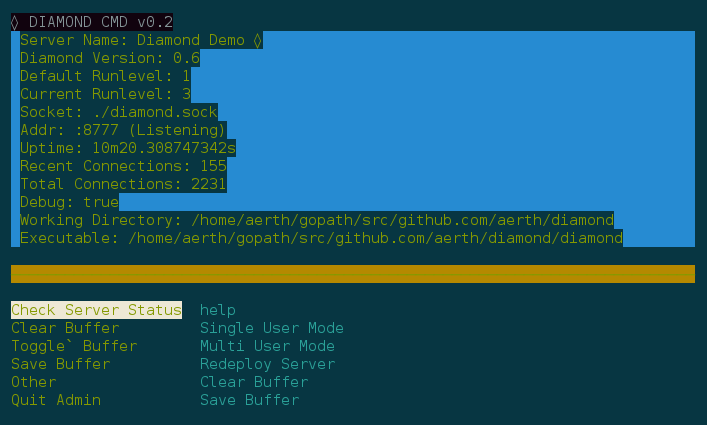 ◊ DIAMOND CMD v0.2
Server Name: Diamond Demo ◊
Diamond Version: 0.6
Default Runlevel: 1
Current Runlevel: 3
Socket: ./diamond.sock
Addr: :8777 (Listening)
Uptime: 10m20.308747342s
Recent Connections: 155
Total Connections: 2231
Debug: true
Working Directory: /home/aerth/gopath/src/github.com/aerth/diamond
Executable: /home/aerth/gopath/src/github.com/aerth/diamond/diamond
Check Server Status help
Clear Buffer Single User Mode
Toggle` Buffer Multi User Mode
Save Buffer Redeploy Server
Other Clear Buffer
Quit Admin Save Buffer